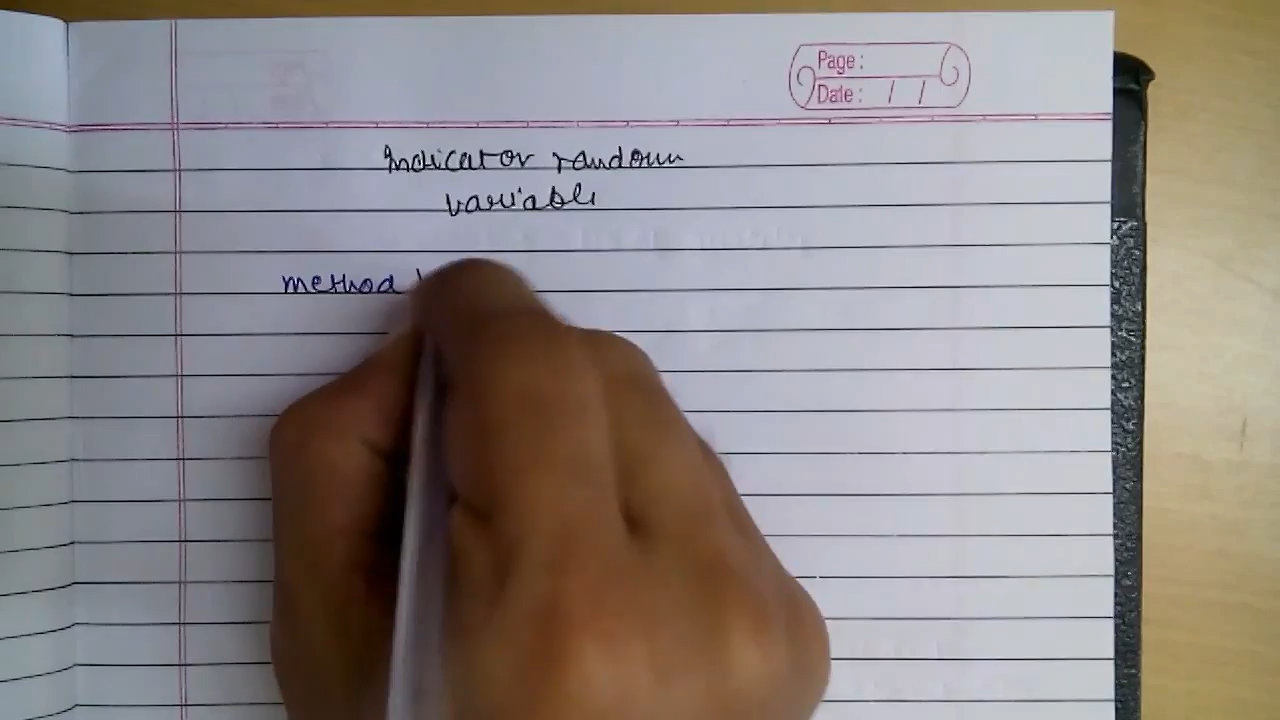 Page :
Date : / /
Indicator random
variable
method